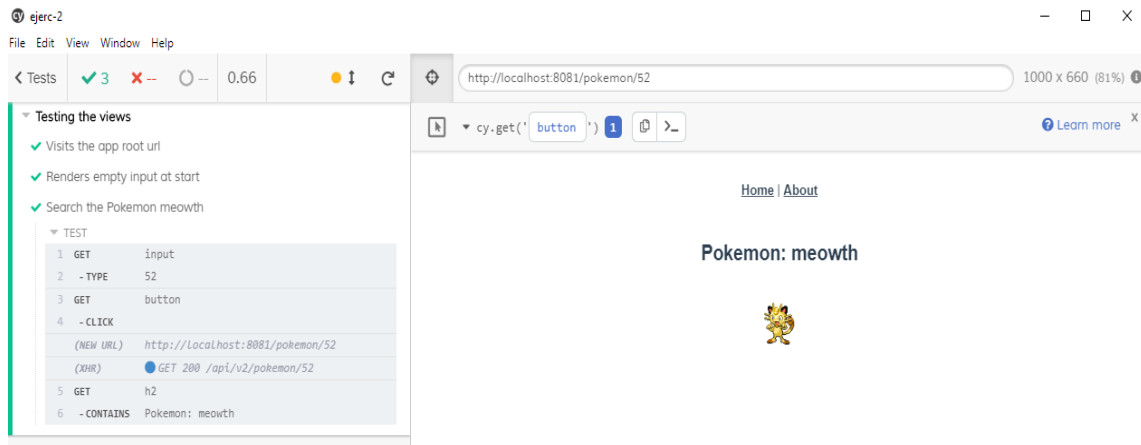 cy ejerc-2
File Edit View Window Help
Tests 3 -- -- 0.66 http://localhost:8081/pokemon/52 1000 x 660 (81%)
Testing the views
cy.get('button') 1 Learn more X
Visits the app root url
Renders empty input at start
Search the Pokemon meowth
TEST
1 GET input
2 - TYPE 52
3 GET button
4 - CLICK
(NEW URL) http://localhost:8081/pokemon/52
(XHR) GET 200 /api/v2/pokemon/52
5 GET h2
6 - CONTAINS Pokemon: meowth
Home | About
Pokemon: meowth